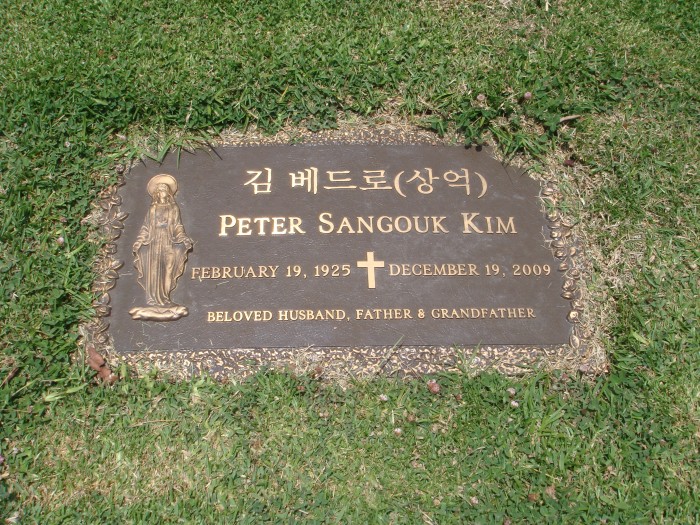 김 베드로(상억)
PETER SANGOUK KIM
FEBRUARY 19, 1925 DECEMBER 19, 2009
BELOVED HUSBAND, FATHER & GRANDFATHER